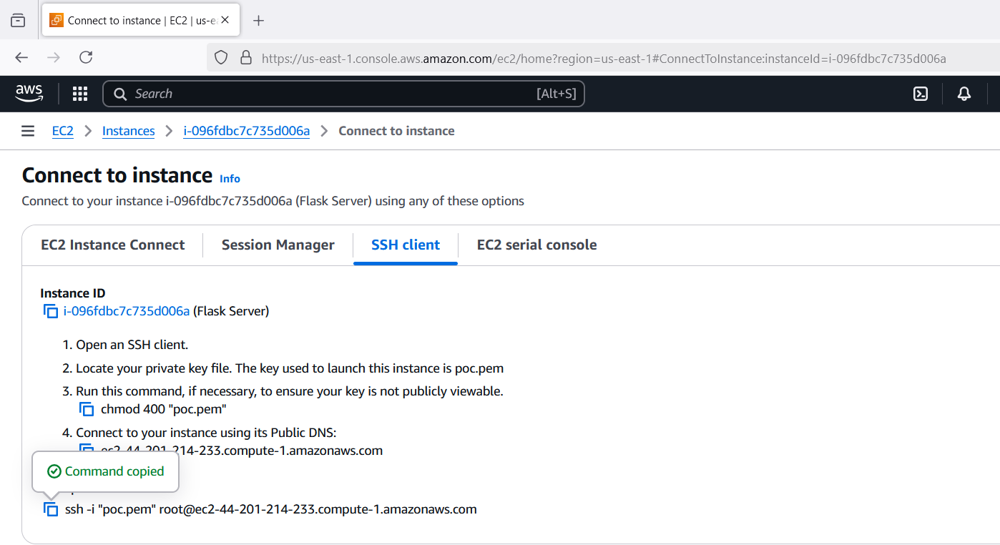 Connect to instance | EC2 | us-e
https://us-east-1.console.aws.amazon.com/ec2/home?region=us-east-1#ConnectToInstance:instanceId=i-096fdbc7c735d006a
aws
Search
[Alt+S]
EC2
Instances
i-096fdbc7c735d006a
Connect to instance
Connect to instance Info
Connect to your instance i-096fdbc7c735d006a (Flask Server) using any of these options
EC2 Instance Connect
Session Manager
SSH client
EC2 serial console
Instance ID
i-096fdbc7c735d006a (Flask Server)
1. Open an SSH client.
2. Locate your private key file. The key used to launch this instance is poc.pem
3. Run this command, if necessary, to ensure your key is not publicly viewable.
chmod 400 "poc.pem"
4. Connect to your instance using its Public DNS:
ec2-44-201-214-233.compute-1.amazonaws.com
Command copied
ssh -i "poc.pem" root@ec2-44-201-214-233.compute-1.amazonaws.com